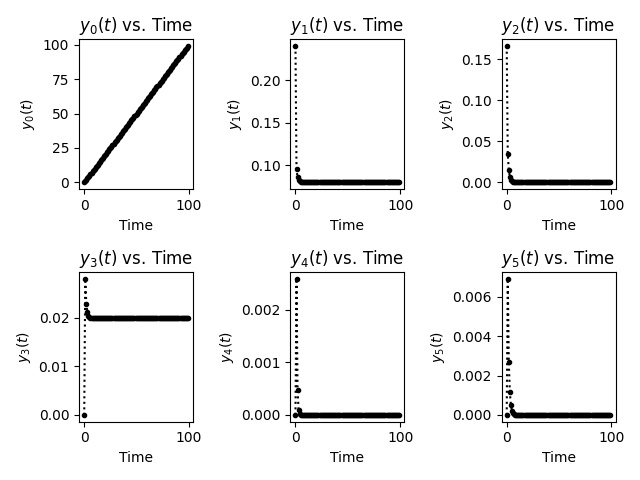 y₀(t) vs. Time
y₁(t) vs. Time
y₂(t) vs. Time
100
75
50
25
0
y₀(t)
0
100
Time
0.20
0.15
0.10
y₁(t)
0
100
Time
0.15
0.10
0.05
0.00
y₂(t)
0
100
Time
y₃(t) vs. Time
y₄(t) vs. Time
y₅(t) vs. Time
0.02
0.01
0.00
y₃(t)
0
100
Time
0.002
0.001
0.000
y₄(t)
0
100
Time
0.006
0.004
0.002
0.000
y₅(t)
0
100
Time